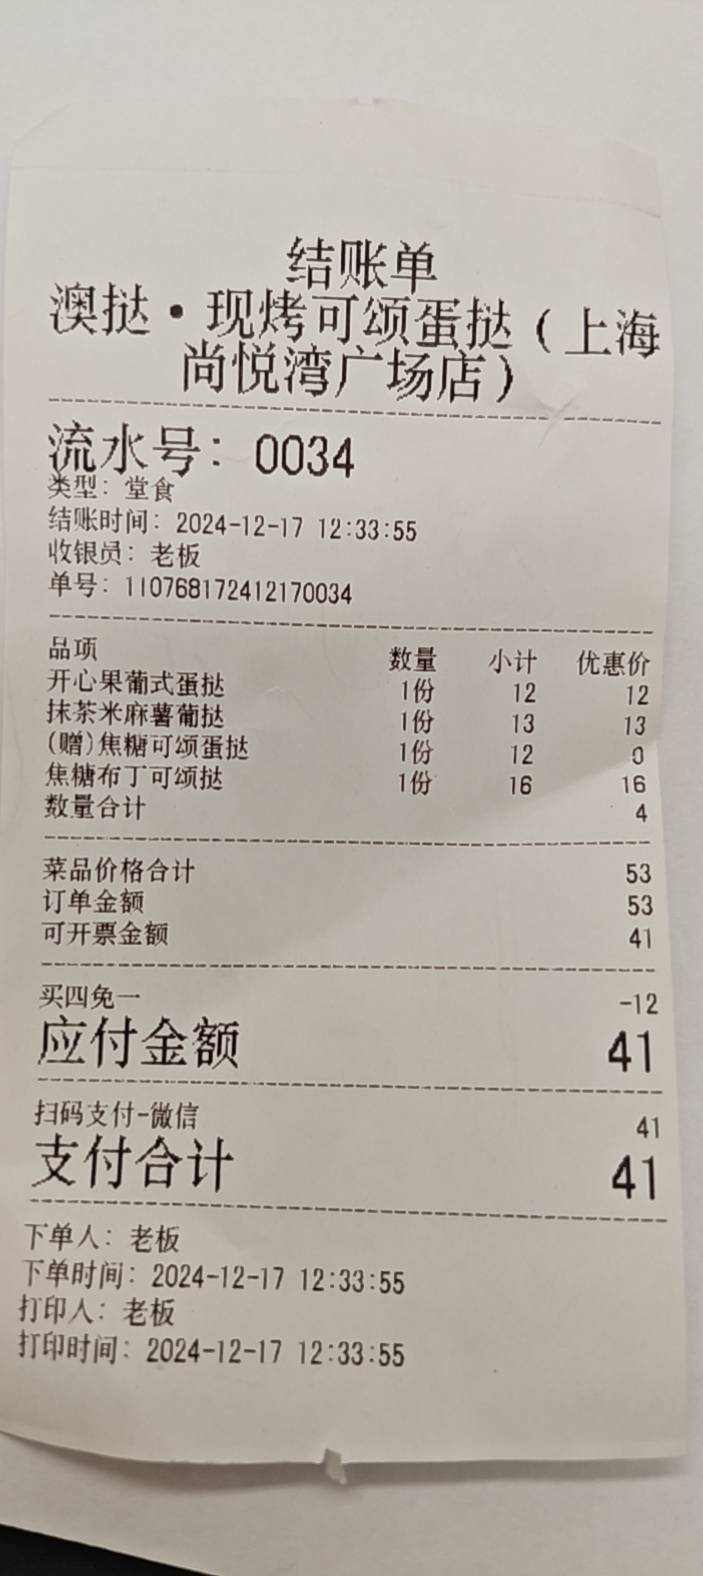 结账单
澳挞·现烤可颂蛋挞(上海
尚悦湾广场店)
流水号: 0034
类型: 堂食
结账时间: 2024-12-17 12:33:55
收银员: 老板
单号: 110768172412170034
品项 数量 小计 优惠价
开心果葡式蛋挞 1份 12 12
抹茶米麻薯葡挞 1份 13 13
(赠)焦糖可颂蛋挞 1份 12 0
焦糖布丁可颂挞 1份 16 16
数量合计 4
菜品价格合计 53
订单金额 53
可开票金额 41
买四免一 -12
应付金额 41
扫码支付-微信 41
支付合计 41
下单人: 老板
下单时间: 2024-12-17 12:33:55
打印人: 老板
打印时间: 2024-12-17 12:33:55